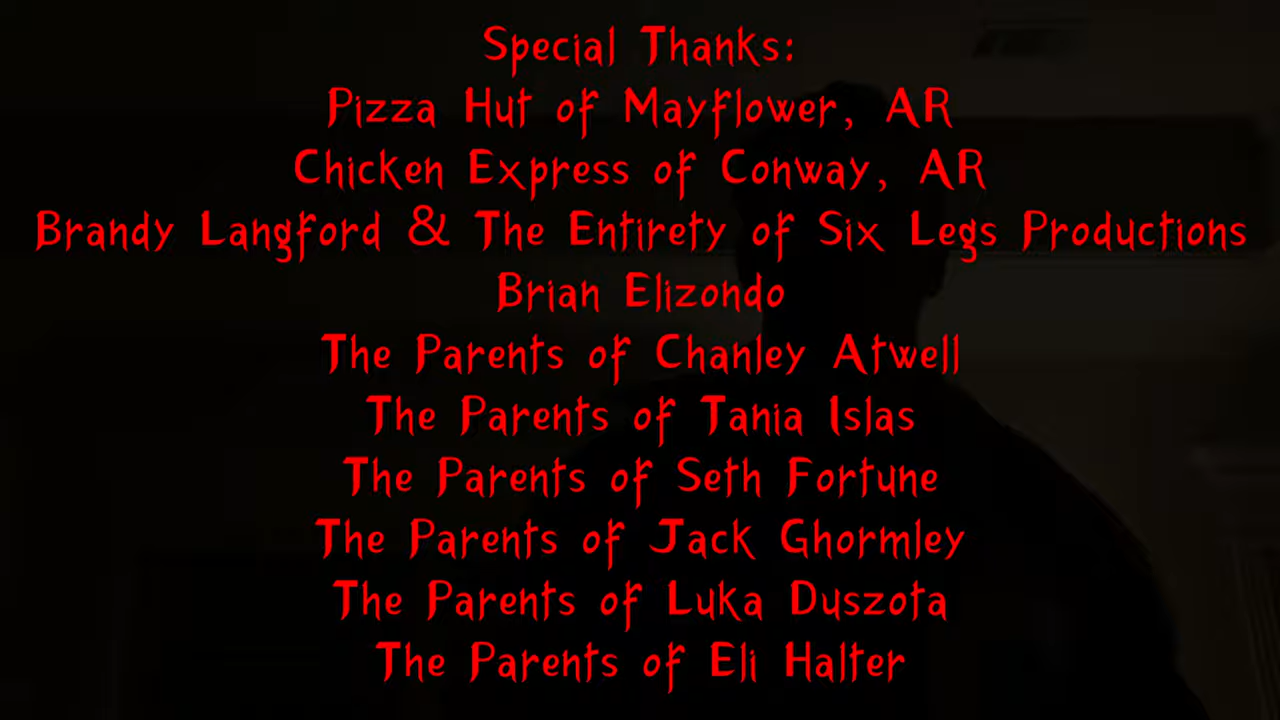 Special Thanks:
Pizza Hut of Mayflower, AR
Chicken Express of Conway, AR
Brandy Langford & The Entirety of Six Legs Productions
Brian Elizondo
The Parents of Chanley Atwell
The Parents of Tania Islas
The Parents of Seth Fortune
The Parents of Jack Ghormley
The Parents of Luka Duszota
The Parents of Eli Halter